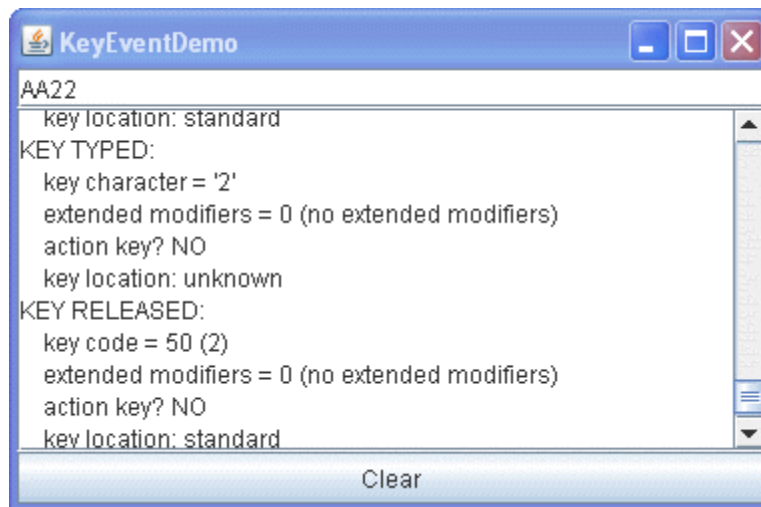 KeyEventDemo
AA22
key location: standard
KEY TYPED:
key character = '2'
extended modifiers = 0 (no extended modifiers)
action key? NO
key location: unknown
KEY RELEASED:
key code = 50 (2)
extended modifiers = 0 (no extended modifiers)
action key? NO
key location: standard
Clear